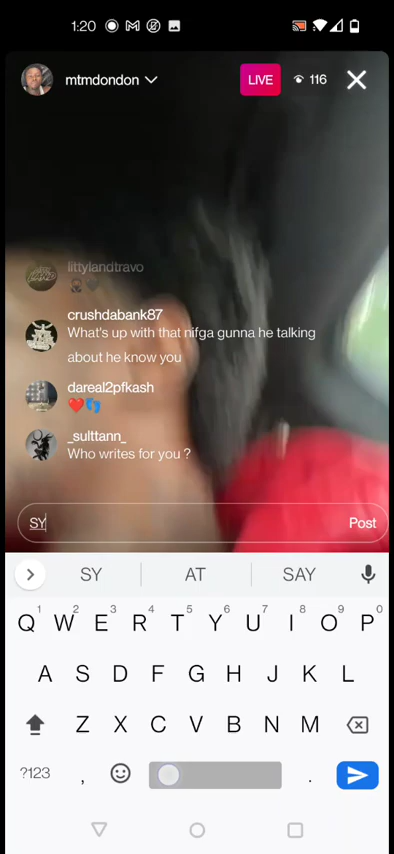 1:20
mtmdondon
LIVE
116
littylandtravo
crushdabank87
What's up with that nifga gunna he talking
about he know you
dareal2pfkash
_sulttann_
Who writes for you ?
SY
Post
SY AT SAY
1 2 3 4 5 6 7 8 9 0
Q W E R T Y U I O P
A S D F G H J K L
Z X C V B N M
?123 , .